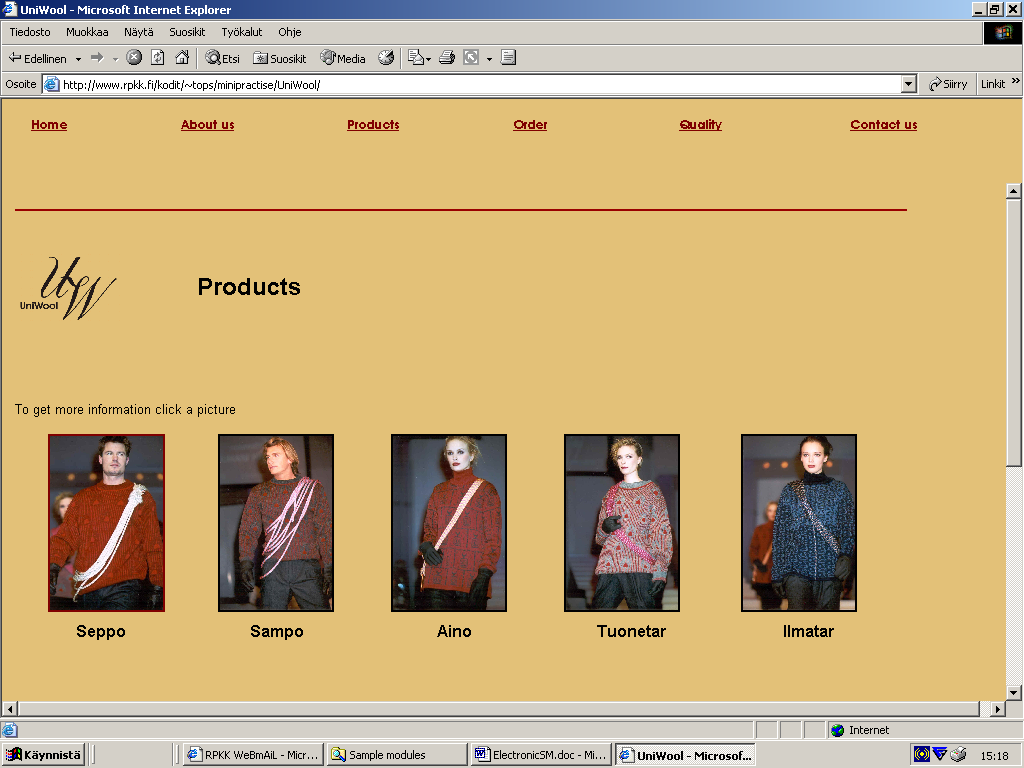 UniWool - Microsoft Internet Explorer
Tiedosto Muokkaa Näytä Suosikit Työkalut Ohje
Edellinen Etsi Suosikit Media
Osoite http://www.rpkk.fi/kodit/~tops/minipractise/UniWool/ Siirry Linkit »
Home About us Products Order Quality Contact us
UW
UniWool
Products
To get more information click a picture
Seppo Sampo Aino Tuonetar Ilmatar
Internet
Käynnistä RPKK WeBmAiL - Micr... Sample modules ElectronicSM.doc - Mi... UniWool - Microsof... 15:18